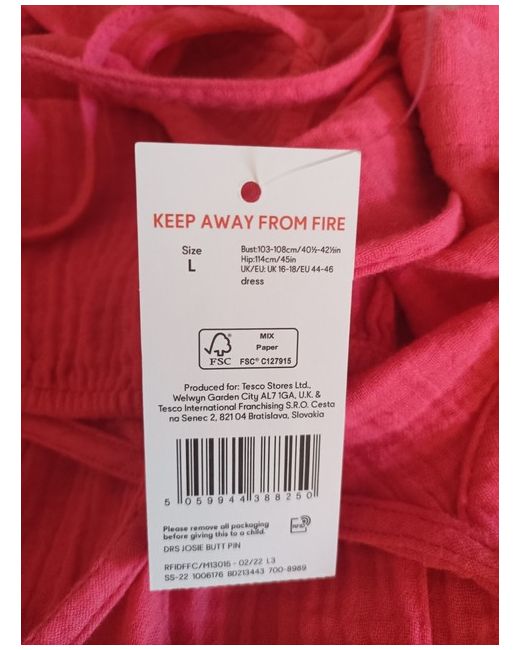 KEEP AWAY FROM FIRE
Size
L
Bust:103-108cm/40½-42½in
Hip:114cm/45in
UK/EU: UK 16-18/EU 44-46
dress
FSC
MIX
Paper
FSC® C127915
Produced for: Tesco Stores Ltd.,
Welwyn Garden City AL7 1GA, U.K. &
Tesco International Franchising S.R.O. Cesta
na Senec 2, 821 04 Bratislava, Slovakia
5 059944 388250
Please remove all packaging
before giving this to a child.
RFID
DRS JOSIE BUTT PIN
RFIDFFC/M13015 - 02/22 L3
SS-22 1006176 BD213443 700-8989